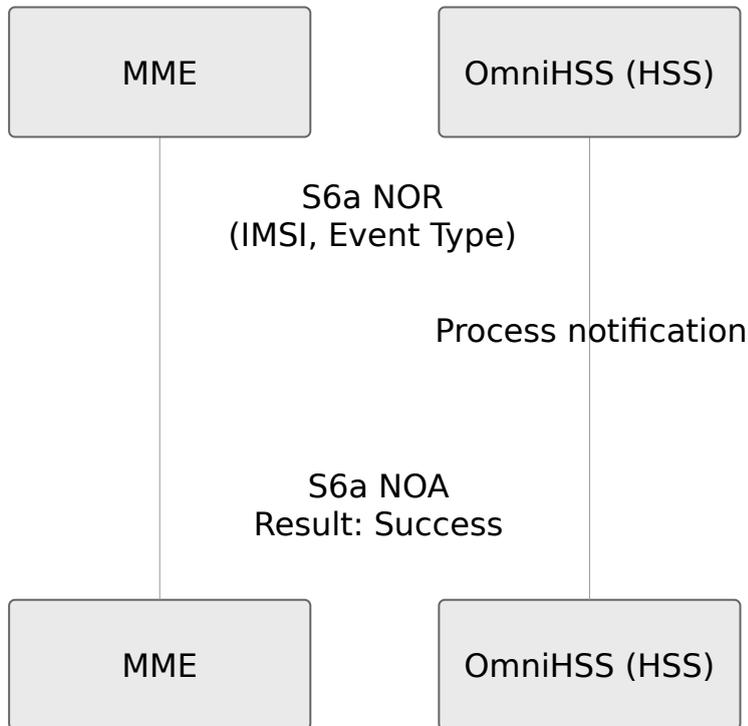 MME
OmniHSS (HSS)
S6a NOR
(IMSI, Event Type)
Process notification
S6a NOA
Result: Success
MME
OmniHSS (HSS)